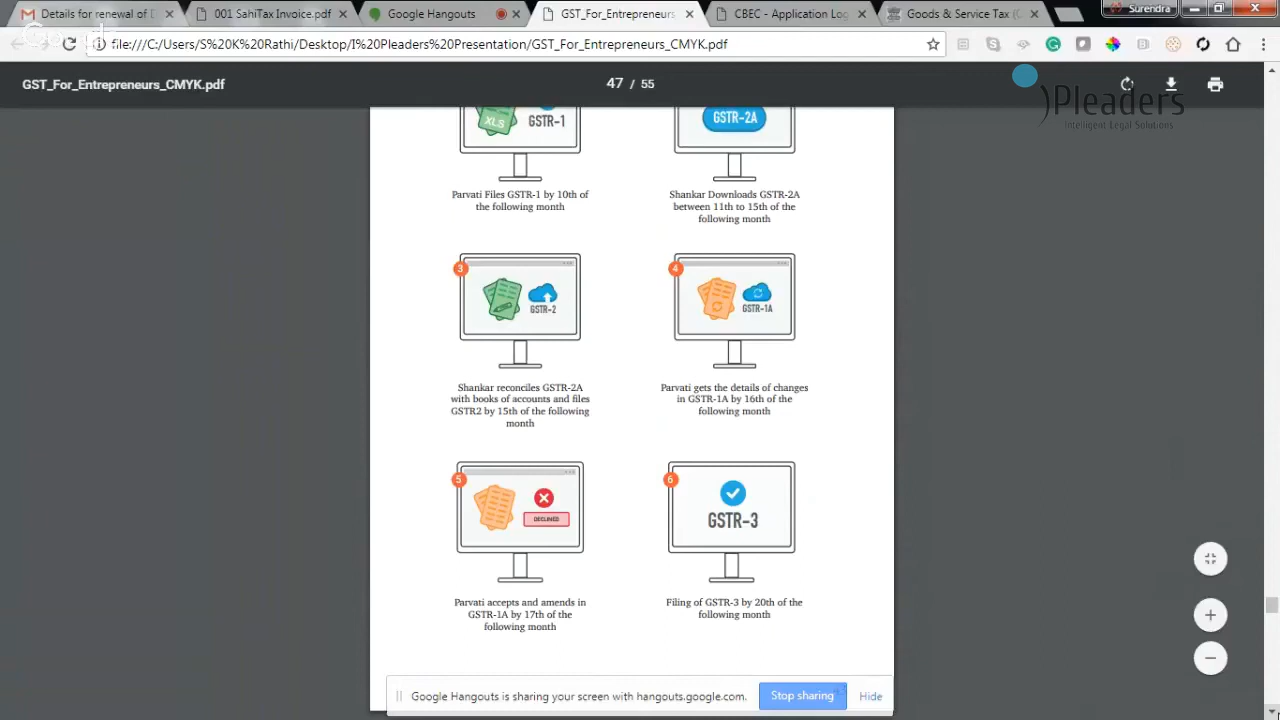 Details for renewal of D
001 SahiTax Invoice.pdf
Google Hangouts
GST_For_Entrepreneurs
CBEC - Application Lo
Goods & Service Tax (
Surendra
file:///C:/Users/S%20K%20Rathi/Desktop/I%20Pleaders%20Presentation/GST_For_Entrepreneurs_CMYK.pdf
GST_For_Entrepreneurs_CMYK.pdf
47 / 55
iPleaders
Intelligent Legal Solutions
XLS
GSTR-1
GSTR-2A
Parvati Files GSTR-1 by 10th of
the following month
Shankar Downloads GSTR-2A
between 11th to 15th of the
following month
3
GSTR-2
4
GSTR-1A
Shankar reconciles GSTR-2A
with books of accounts and files
GSTR2 by 15th of the following
month
Parvati gets the details of changes
in GSTR-1A by 16th of the
following month
5
DECLINED
6
GSTR-3
Parvati accepts and amends in
GSTR-1A by 17th of the
following month
Filing of GSTR-3 by 20th of the
following month
Google Hangouts is sharing your screen with hangouts.google.com.
Stop sharing
Hide